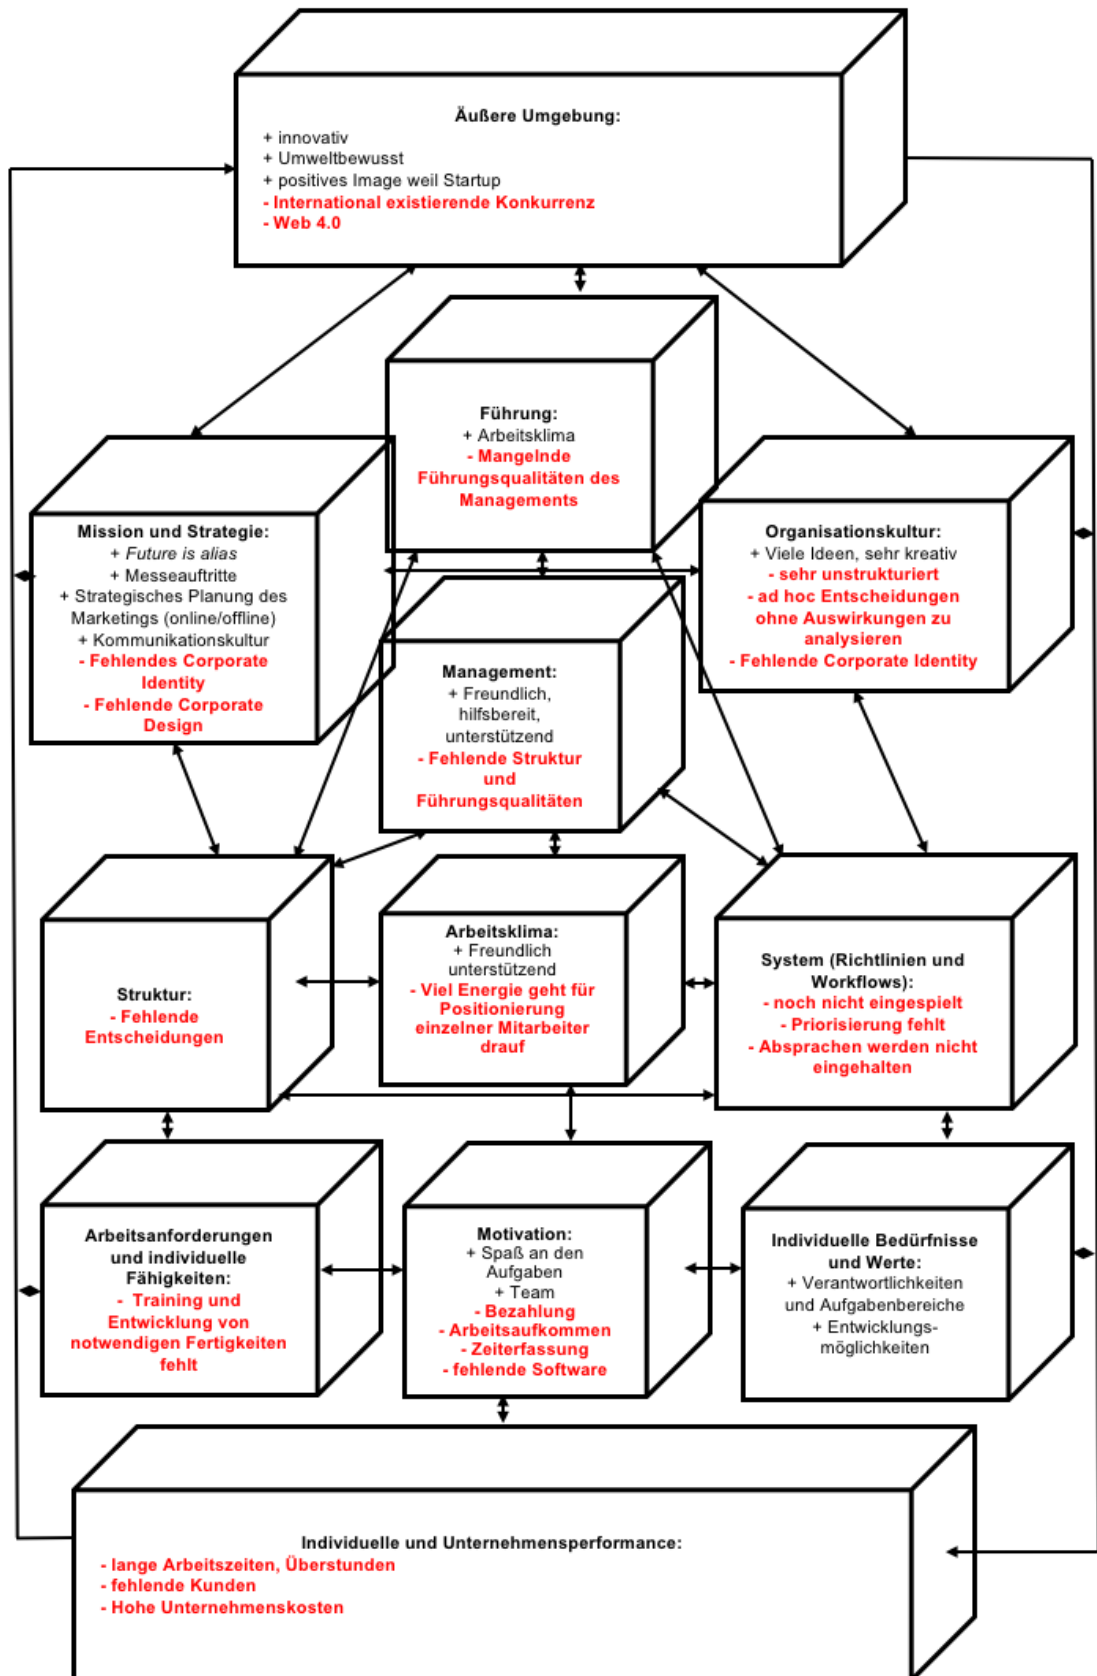 Äußere Umgebung:
+ innovativ
+ Umweltbewusst
+ positives Image weil Startup
- International existierende Konkurrenz
- Web 4.0
Führung:
+ Arbeitsklima
- Mangelnde
Führungsqualitäten des
Managements
Mission und Strategie:
+ Future is alias
+ Messeauftritte
+ Strategisches Planung des
Marketings (online/offline)
+ Kommunikationskultur
- Fehlendes Corporate
Identity
- Fehlende Corporate
Design
Organisationskultur:
+ Viele Ideen, sehr kreativ
- sehr unstrukturiert
- ad hoc Entscheidungen
ohne Auswirkungen zu
analysieren
- Fehlende Corporate Identity
Management:
+ Freundlich,
hilfsbereit,
unterstützend
- Fehlende Struktur
und
Führungsqualitäten
Struktur:
- Fehlende
Entscheidungen
Arbeitsklima:
+ Freundlich
unterstützend
- Viel Energie geht für
Positionierung
einzelner Mitarbeiter
drauf
System (Richtlinien und
Workflows):
- noch nicht eingespielt
- Priorisierung fehlt
- Absprachen werden nicht
eingehalten
Arbeitsanforderungen
und individuelle
Fähigkeiten:
- Training und
Entwicklung von
notwendigen Fertigkeiten
fehlt
Motivation:
+ Spaß an den
Aufgaben
+ Team
- Bezahlung
- Arbeitsaufkommen
- Zeiterfassung
- fehlende Software
Individuelle Bedürfnisse
und Werte:
+ Verantwortlichkeiten
und Aufgabenbereiche
+ Entwicklungs-
möglichkeiten
Individuelle und Unternehmensperformance:
- lange Arbeitszeiten, Überstunden
- fehlende Kunden
- Hohe Unternehmenskosten